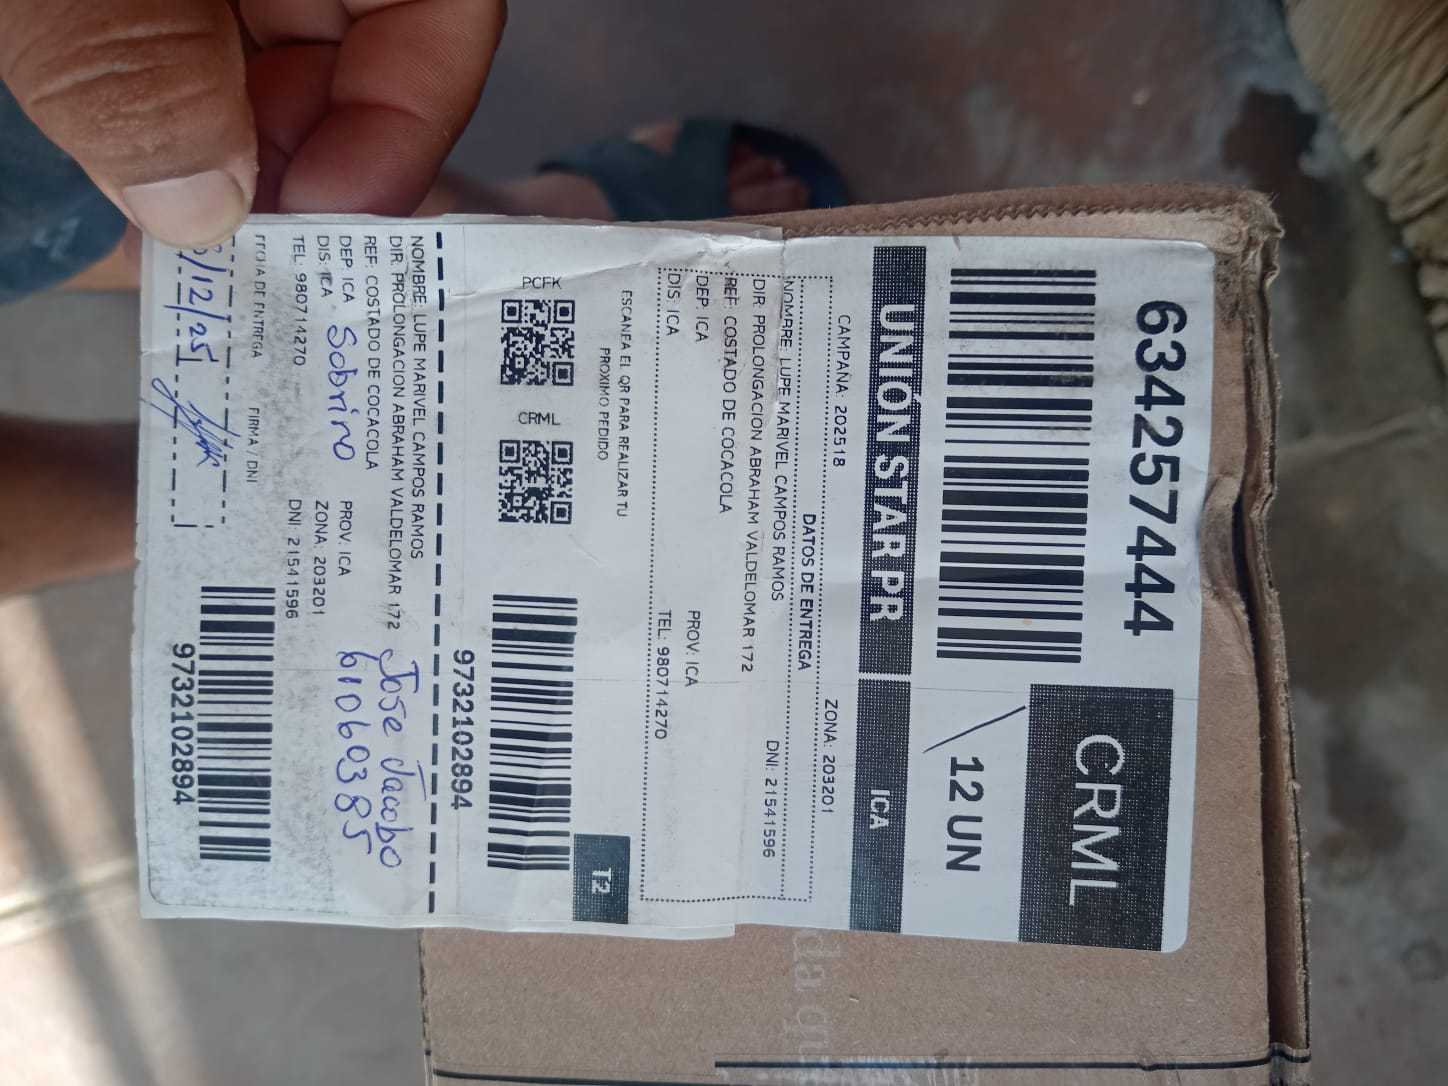 634257444
CRML
/ 12 UN
UNIÓN STAR PR
ICA
CAMPAÑA: 202518
ZONA: 203201
DATOS DE ENTREGA
NOMBRE: LUPE MARIVEL CAMPOS RAMOS
DNI: 21541596
DIR: PROLONGACION ABRAHAM VALDELOMAR 172
REF: COSTADO DE COCACOLA
DEP: ICA
PROV: ICA
DIS: ICA
TEL: 980714270
T2
ESCANEA EL QR PARA REALIZAR TU
PROXIMO PEDIDO
PCFK
CRML
9732102894
NOMBRE: LUPE MARIVEL CAMPOS RAMOS
DIR: PROLONGACION ABRAHAM VALDELOMAR 172
REF: COSTADO DE COCACOLA
DEP: ICA
PROV: ICA
DIS: ICA
ZONA: 203201
TEL: 980714270
DNI: 21541596
Sobrino
Jose Jacobo
61060385
FECHA DE ENTREGA
FIRMA / DNI
/12/25
9732102894